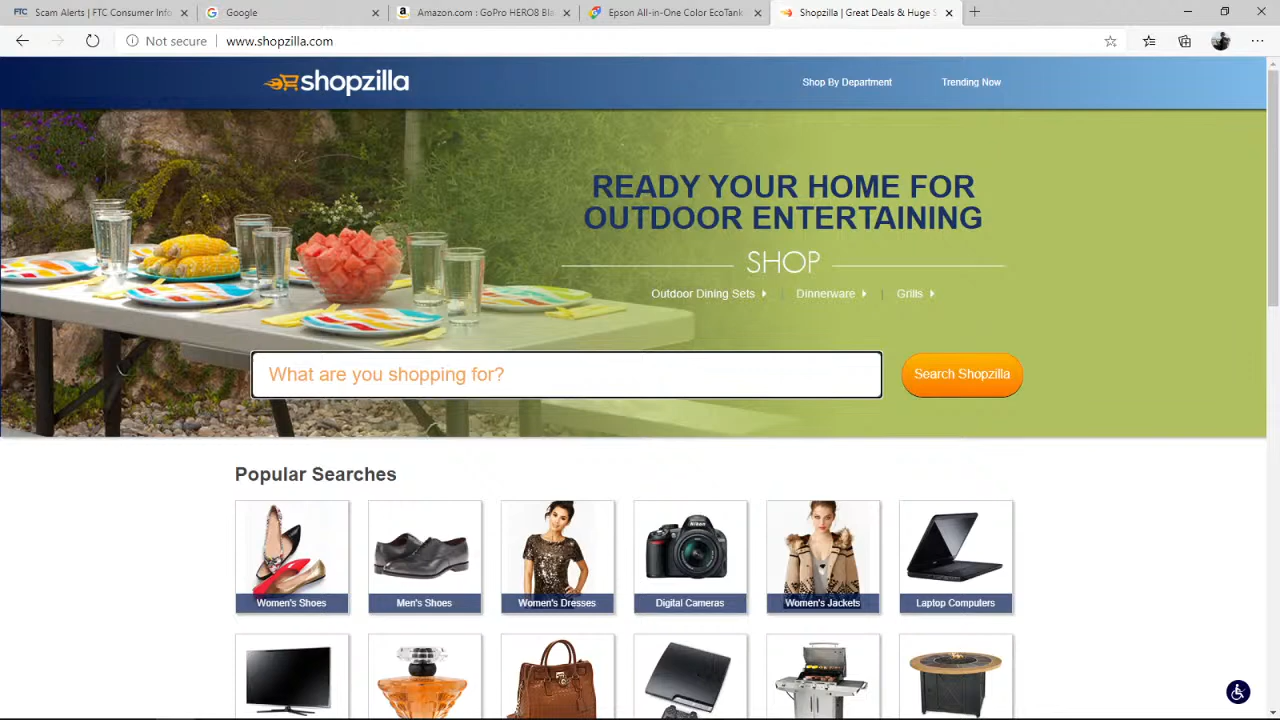 FTC Scam Alerts | FTC Consumer Info
Google
Amazon.com : GoPro HERO8 Bla
Epson All-in-One Color EcoTank
Shopzilla | Great Deals & Huge S
Not secure
www.shopzilla.com
shopzilla
Shop By Department
Trending Now
READY YOUR HOME FOR
OUTDOOR ENTERTAINING
SHOP
Outdoor Dining Sets
Dinnerware
Grills
What are you shopping for?
Search Shopzilla
Popular Searches
Nikon
Women's Shoes
Men's Shoes
Women's Dresses
Digital Cameras
Women's Jackets
Laptop Computers